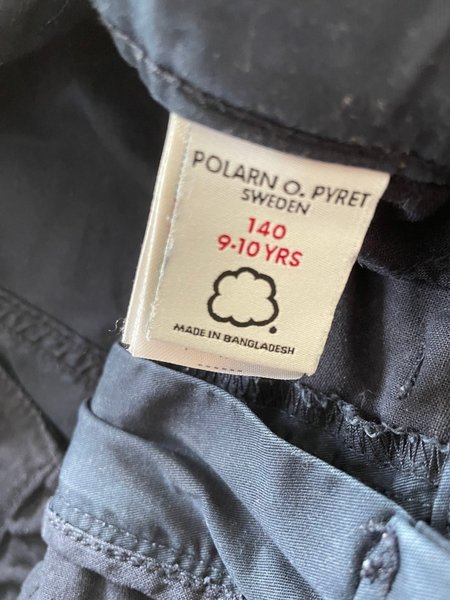 POLARN O. PYRET
SWEDEN
140
9-10 YRS
MADE IN BANGLADESH